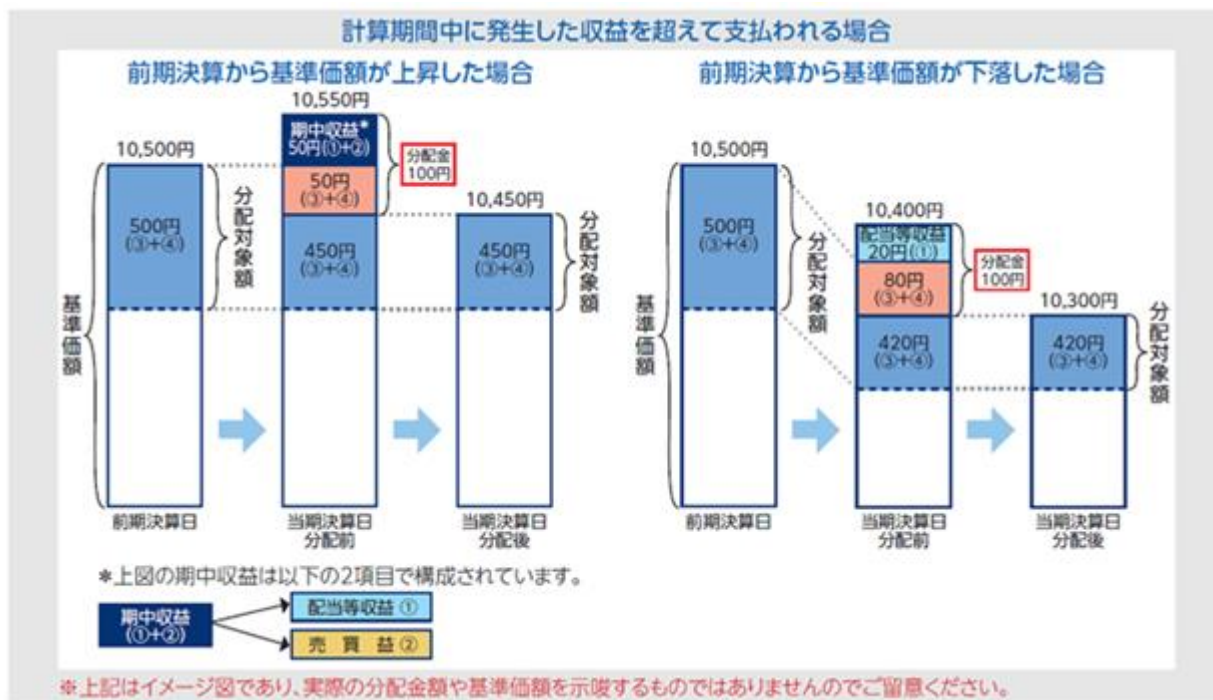 計算期間中に発生した収益を超えて支払われる場合
前期決算から基準価額が上昇した場合
10,550円
期中収益*
50円(①+②)
分配金
100円
10,500円
50円
(③+④)
10,450円
500円
(③+④)
分配対象額
450円
(③+④)
450円
(③+④)
分配対象額
基準価額
前期決算日
当期決算日
分配前
当期決算日
分配後
前期決算から基準価額が下落した場合
10,500円
10,400円
500円
(③+④)
分配対象額
配当等収益
20円(①)
分配金
100円
80円
(③+④)
10,300円
420円
(③+④)
420円
(③+④)
分配対象額
基準価額
前期決算日
当期決算日
分配前
当期決算日
分配後
*上図の期中収益は以下の2項目で構成されています。
期中収益
(①+②)
配当等収益 ①
売 買 益 ②
※上記はイメージ図であり、実際の分配金額や基準価額を示唆するものではありませんのでご留意ください。